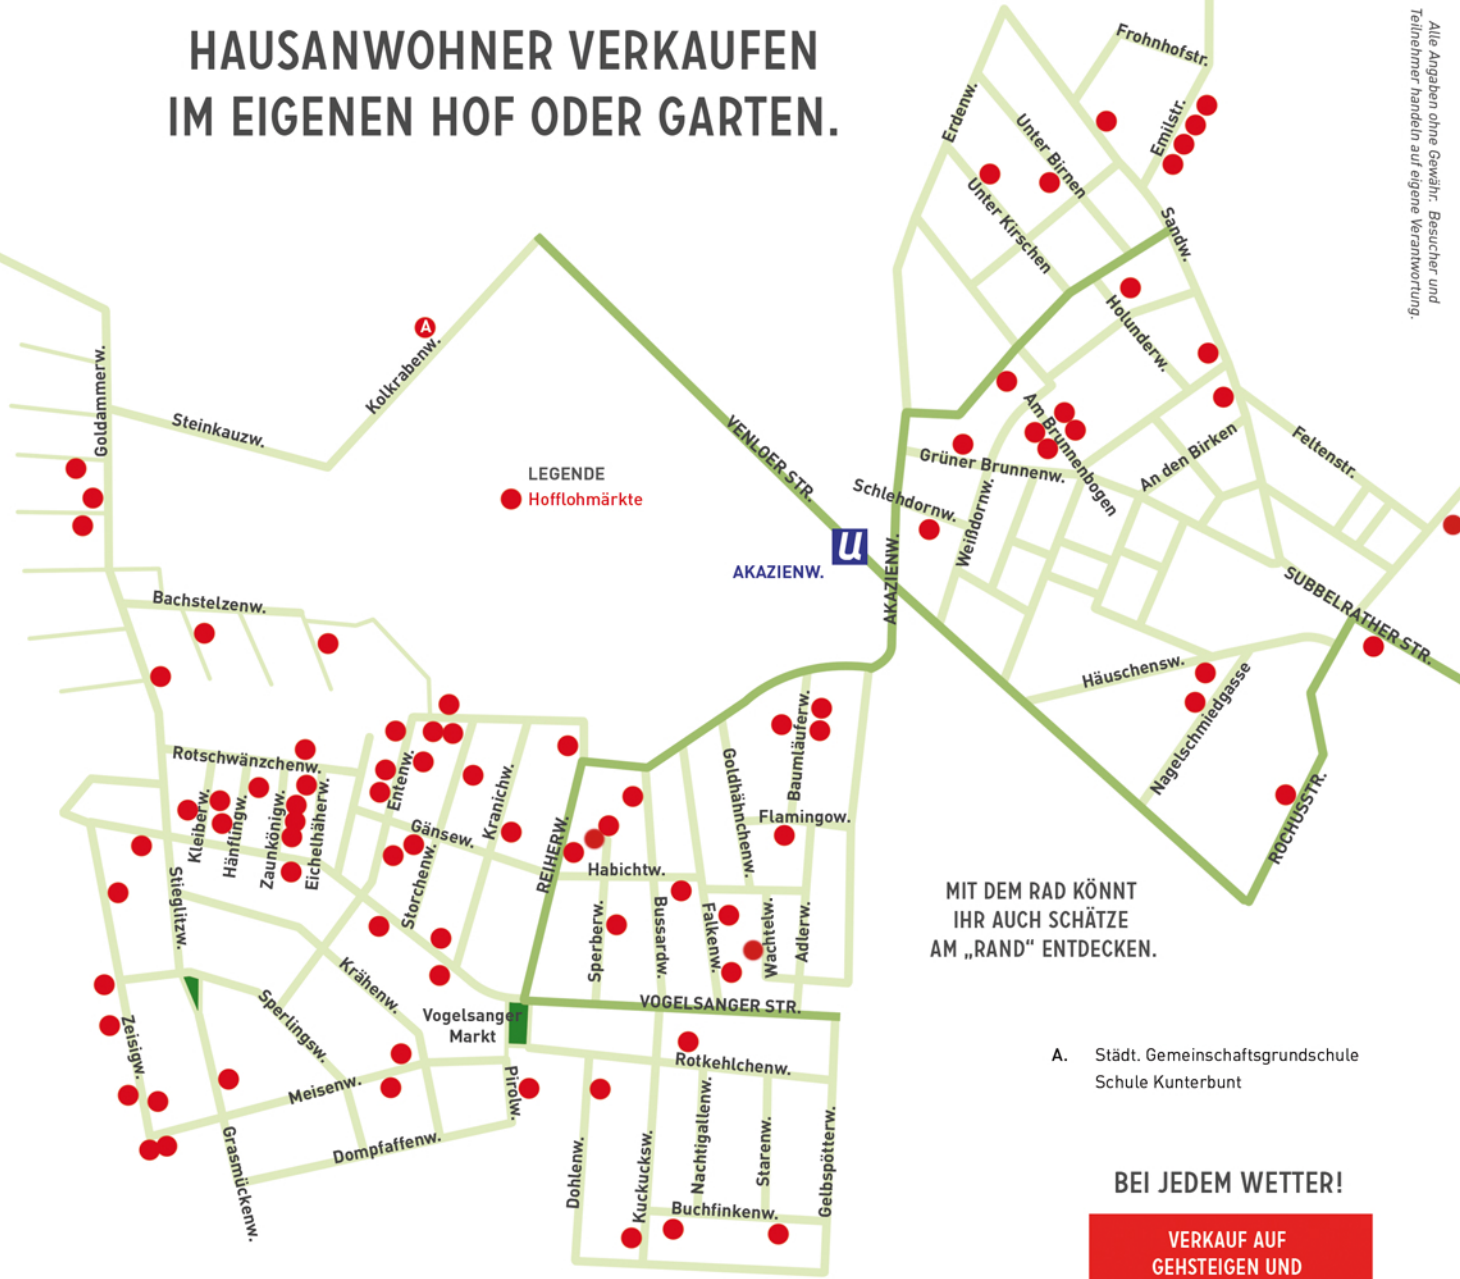 HAUSANWOHNER VERKAUFEN
IM EIGENEN HOF ODER GARTEN.
Alle Angaben ohne Gewähr. Besucher und
Teilnehmer handeln auf eigene Verantwortung.
Frohnhofstr.
Erdenw.
Unter Birnen
Emilstr.
Unter Kirschen
Sandw.
Holunderw.
A
Kolkrabenw.
Goldammerw.
Steinkauzw.
VENLOER STR.
LEGENDE
Hofflohmärkte
Am Brunnenbogen
An den Birken
Feltenstr.
Grüner Brunnenw.
Schlehdornw.
Weißdornw.
U
AKAZIENW.
AKAZIENW.
SUBBELRATHER STR.
Bachstelzenw.
Häuschensw.
Nagelschmiedgasse
ROCHUSSTR.
Rotschwänzchenw.
Kleiberw.
Hänflingw.
Zaunkönigw.
Eichelhäherw.
Entenw.
Gänsew.
Kranichw.
Storchenw.
REIHERW.
Goldhähnchenw.
Baumläuferw.
Flamingow.
Habichtw.
Stieglitzw.
Sperberw.
Bussardw.
Falkenw.
Wachtelw.
Adlerw.
MIT DEM RAD KÖNNT
IHR AUCH SCHÄTZE
AM „RAND“ ENTDECKEN.
Krähenw.
Sperlingsw.
Vogelsanger
Markt
VOGELSANGER STR.
Zeisigw.
Meisenw.
Pirolw.
Rotkehlchenw.
Dompfaffenw.
Grasmückenw.
Dohlenw.
Kuckucksw.
Nachtigallenw.
Starenw.
Gelbspötterw.
Buchfinkenw.
A. Städt. Gemeinschaftsgrundschule
Schule Kunterbunt
BEI JEDEM WETTER!
VERKAUF AUF
GEHSTEIGEN UND